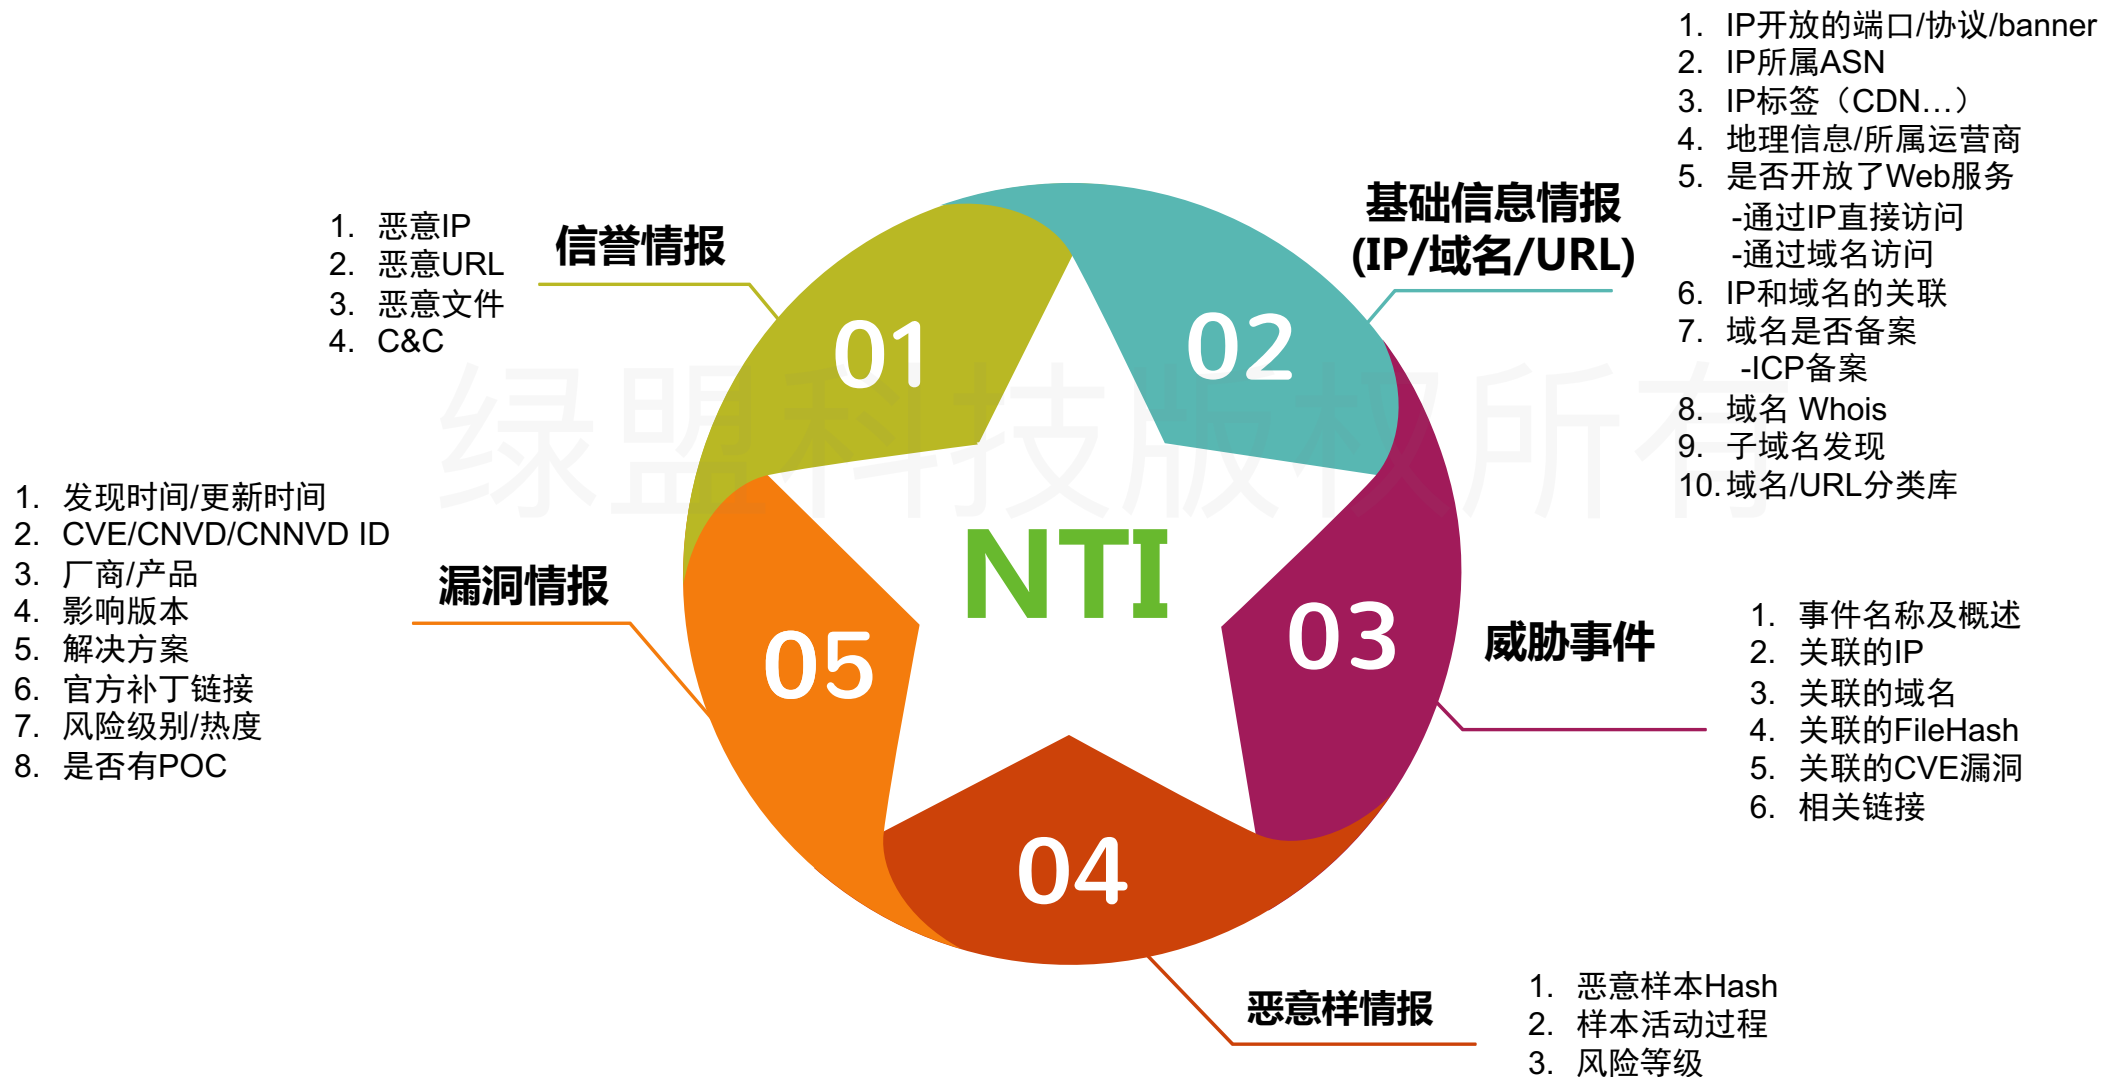 信誉情报
1. 恶意IP
2. 恶意URL
3. 恶意文件
4. C&C
01
基础信息情报
(IP/域名/URL)
1. IP开放的端口/协议/banner
2. IP所属ASN
3. IP标签（CDN…）
4. 地理信息/所属运营商
5. 是否开放了Web服务
-通过IP直接访问
-通过域名访问
6. IP和域名的关联
7. 域名是否备案
-ICP备案
8. 域名 Whois
9. 子域名发现
10. 域名/URL分类库
02
威胁事件
1. 事件名称及概述
2. 关联的IP
3. 关联的域名
4. 关联的FileHash
5. 关联的CVE漏洞
6. 相关链接
03
恶意样情报
1. 恶意样本Hash
2. 样本活动过程
3. 风险等级
04
漏洞情报
1. 发现时间/更新时间
2. CVE/CNVD/CNNVD ID
3. 厂商/产品
4. 影响版本
5. 解决方案
6. 官方补丁链接
7. 风险级别/热度
8. 是否有POC
05
NTI
绿盟科技版权所有